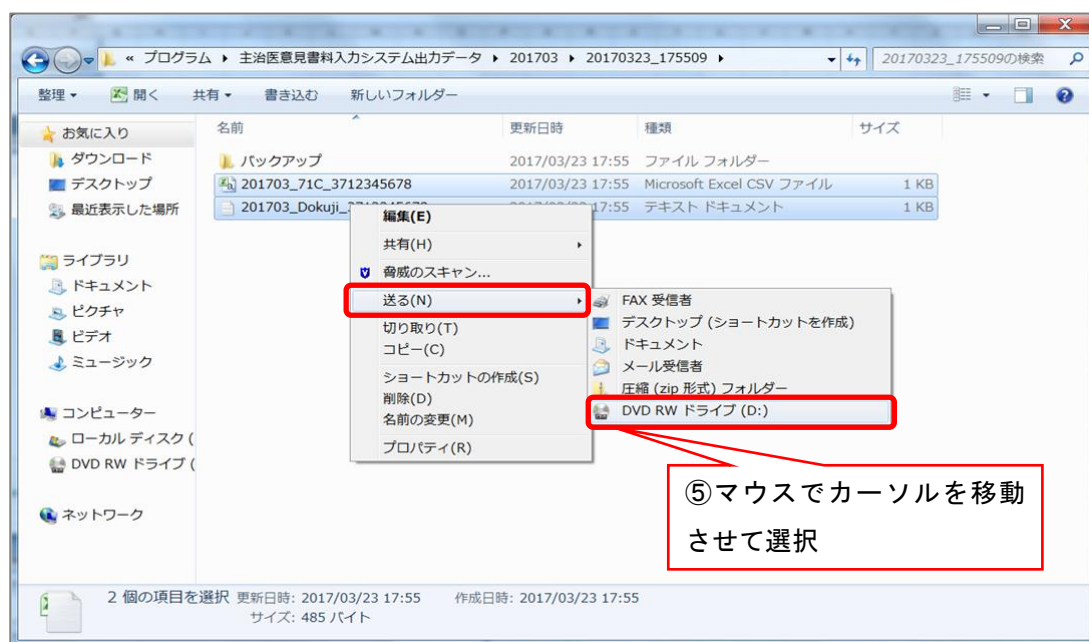 « プログラム ▸ 主治医意見書料入力システム出力データ ▸ 201703 ▸ 20170323_175509 ▸
20170323_175509の検索
整理 開く 共有 書き込む 新しいフォルダー
お気に入り
ダウンロード
デスクトップ
最近表示した場所
ライブラリ
ドキュメント
ピクチャ
ビデオ
ミュージック
コンピューター
ローカル ディスク (
DVD RW ドライブ (
ネットワーク
名前 更新日時 種類 サイズ
バックアップ 2017/03/23 17:55 ファイル フォルダー
201703_71C_3712345678 2017/03/23 17:55 Microsoft Excel CSV ファイル 1 KB
201703_Dokuji_ 17:55 テキスト ドキュメント 1 KB
編集(E)
共有(H)
脅威のスキャン...
送る(N)
切り取り(T)
コピー(C)
ショートカットの作成(S)
削除(D)
名前の変更(M)
プロパティ(R)
FAX 受信者
デスクトップ (ショートカットを作成)
ドキュメント
メール受信者
圧縮 (zip 形式) フォルダー
DVD RW ドライブ (D:)
⑤マウスでカーソルを移動
させて選択
2 個の項目を選択 更新日時: 2017/03/23 17:55 作成日時: 2017/03/23 17:55
サイズ: 485 バイト